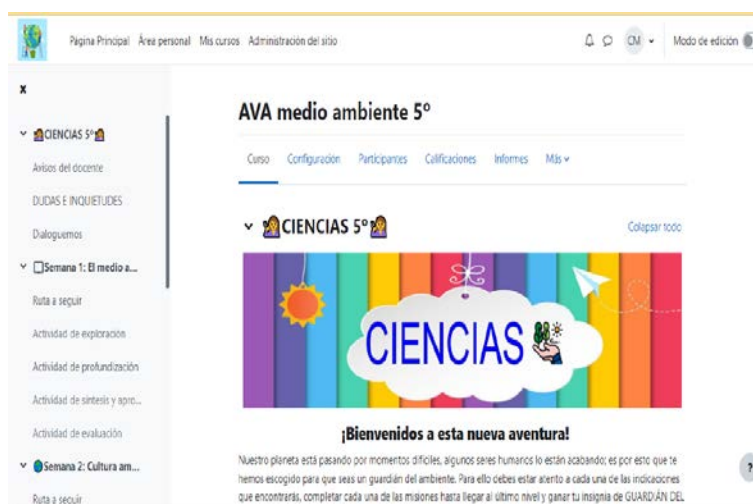 Página Principal Área personal Mis cursos Administración del sitio CM Modo de edición
x
CIENCIAS 5º
Avisos del docente
DUDAS E INQUIETUDES
Dialoguemos
Semana 1: El medio a...
Ruta a seguir
Actividad de exploración
Actividad de profundización
Actividad de síntesis y apro...
Actividad de evaluación
Semana 2: Cultura am...
Ruta a seguir
AVA medio ambiente 5º
Curso Configuración Participantes Calificaciones Informes Más
CIENCIAS 5º Colapsar todo
CIENCIAS
¡Bienvenidos a esta nueva aventura!
Nuestro planeta está pasando por momentos difíciles, algunos seres humanos lo están acabando; es por esto que te
hemos escogido para que seas un guardián del ambiente. Para ello debes estar atento a cada una de las indicaciones
que encontrarás, completar cada una de las misiones hasta llegar al último nivel y ganar tu insignia de GUARDIÁN DEL
?